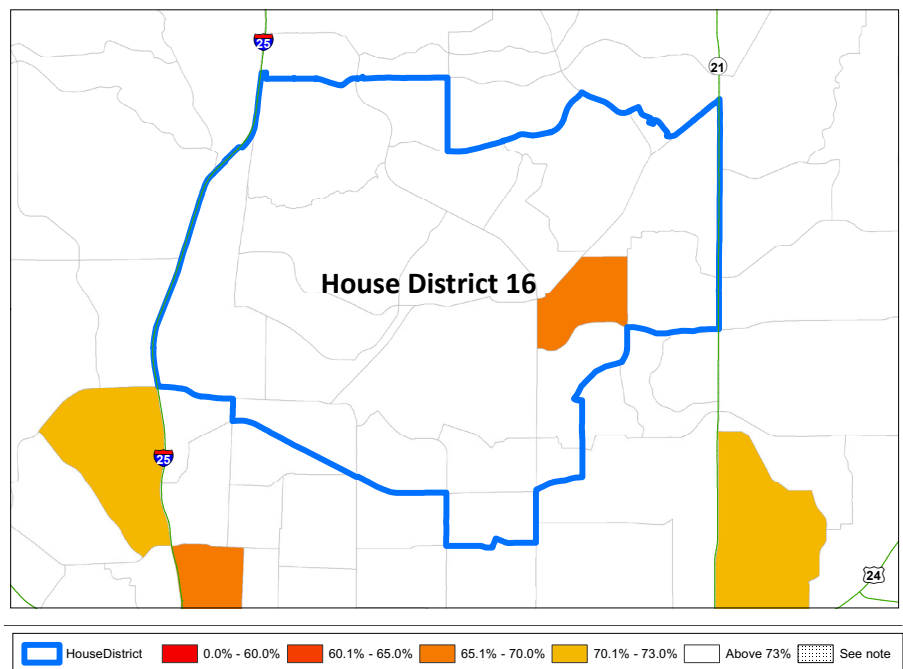 25
21
House District 16
25
24
HouseDistrict 0.0% - 60.0% 60.1% - 65.0% 65.1% - 70.0% 70.1% - 73.0% Above 73% See note